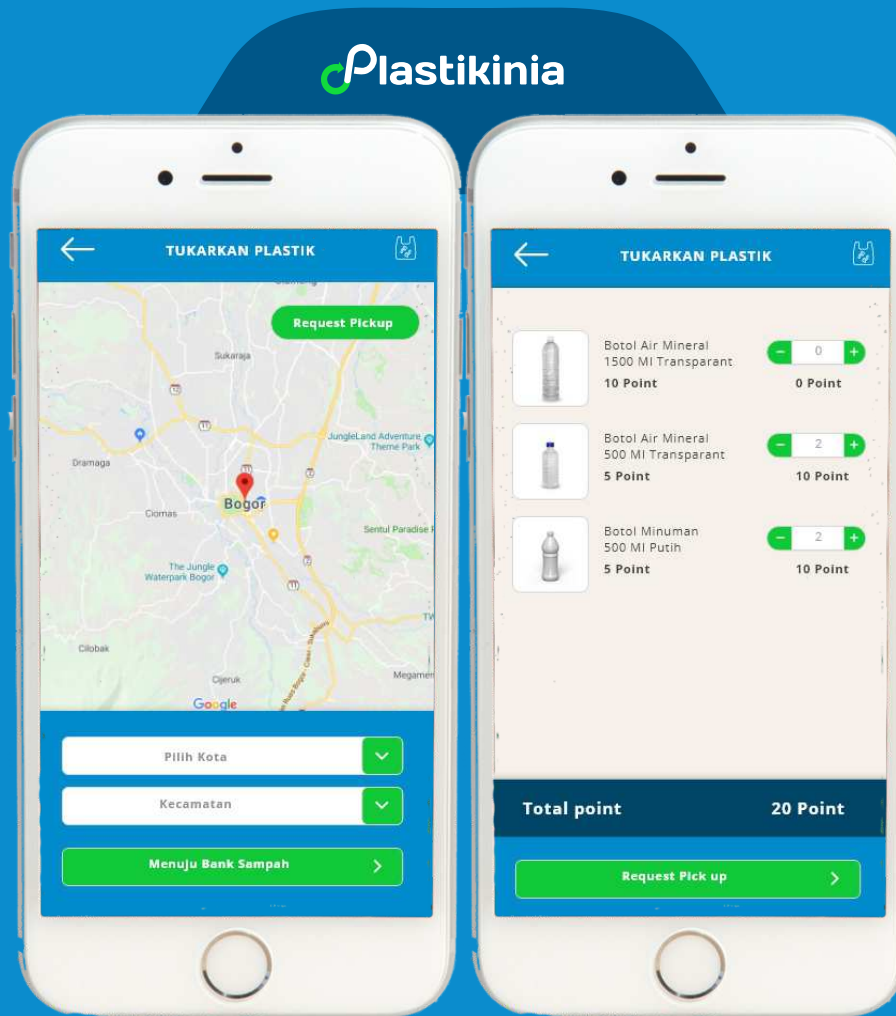 Plastikinia
TUKARKAN PLASTIK
Request Pickup
Sukaraja
JungleLand Adventure
Theme Park
Dramaga
Bogor
Ciomas
Sentul Paradise
The Jungle
Waterpark Bogor
Cilobak
Cijeruk
Megamen
Google
Pilih Kota
Kecamatan
Menuju Bank Sampah
TUKARKAN PLASTIK
Botol Air Mineral
1500 Ml Transparant
10 Point
0
0 Point
Botol Air Mineral
500 Ml Transparant
5 Point
2
10 Point
Botol Minuman
500 Ml Putih
5 Point
2
10 Point
Total point
20 Point
Request Pick up